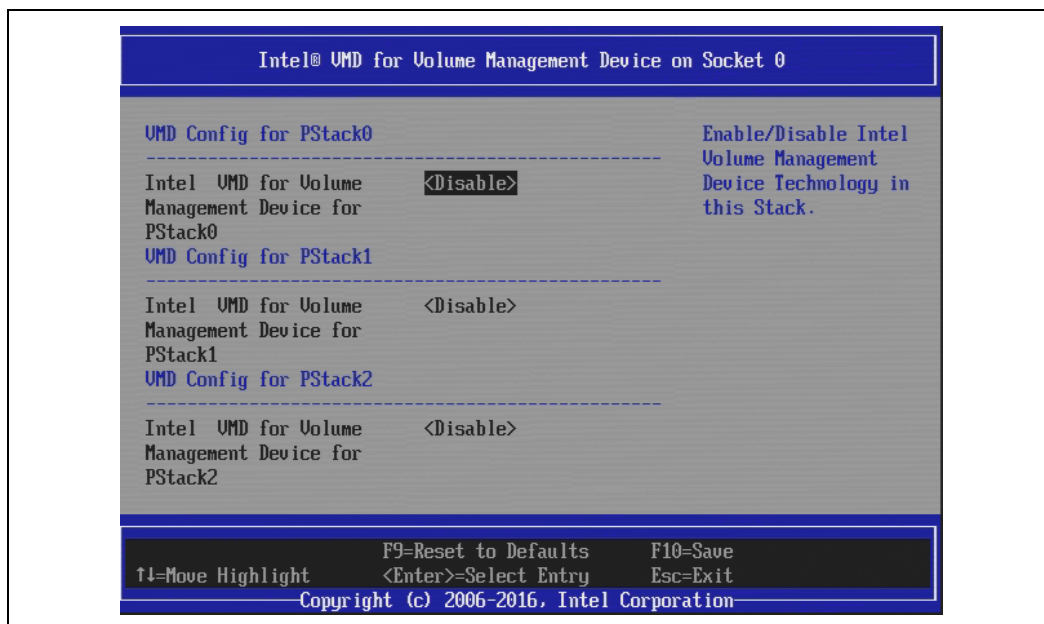 Intel® VMD for Volume Management Device on Socket 0
VMD Config for PStack0
--------------------------------------------------
Intel  VMD for Volume <Disable>
Management Device for
PStack0
VMD Config for PStack1
--------------------------------------------------
Intel  VMD for Volume <Disable>
Management Device for
PStack1
VMD Config for PStack2
--------------------------------------------------
Intel  VMD for Volume <Disable>
Management Device for
PStack2
Enable/Disable Intel
Volume Management
Device Technology in
this Stack.
F9=Reset to Defaults F10=Save
↑↓=Move Highlight <Enter>=Select Entry Esc=Exit
Copyright (c) 2006-2016, Intel Corporation